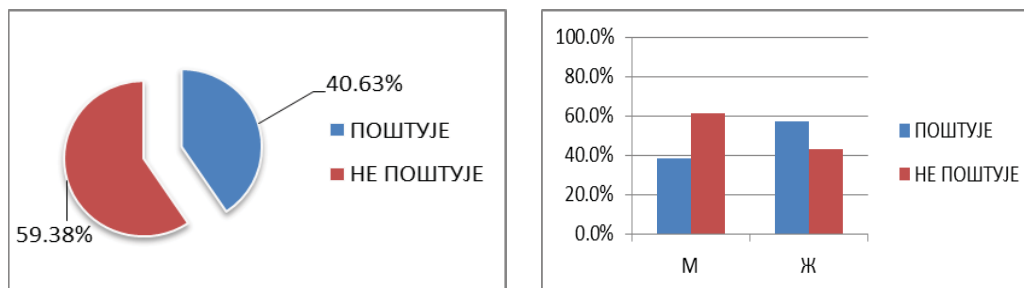 40.63%
ПОШТУЈЕ
НЕ ПОШТУЈЕ
59.38%
100.0%
80.0%
60.0%
40.0%
20.0%
0.0%
М
Ж
ПОШТУЈЕ
НЕ ПОШТУЈЕ